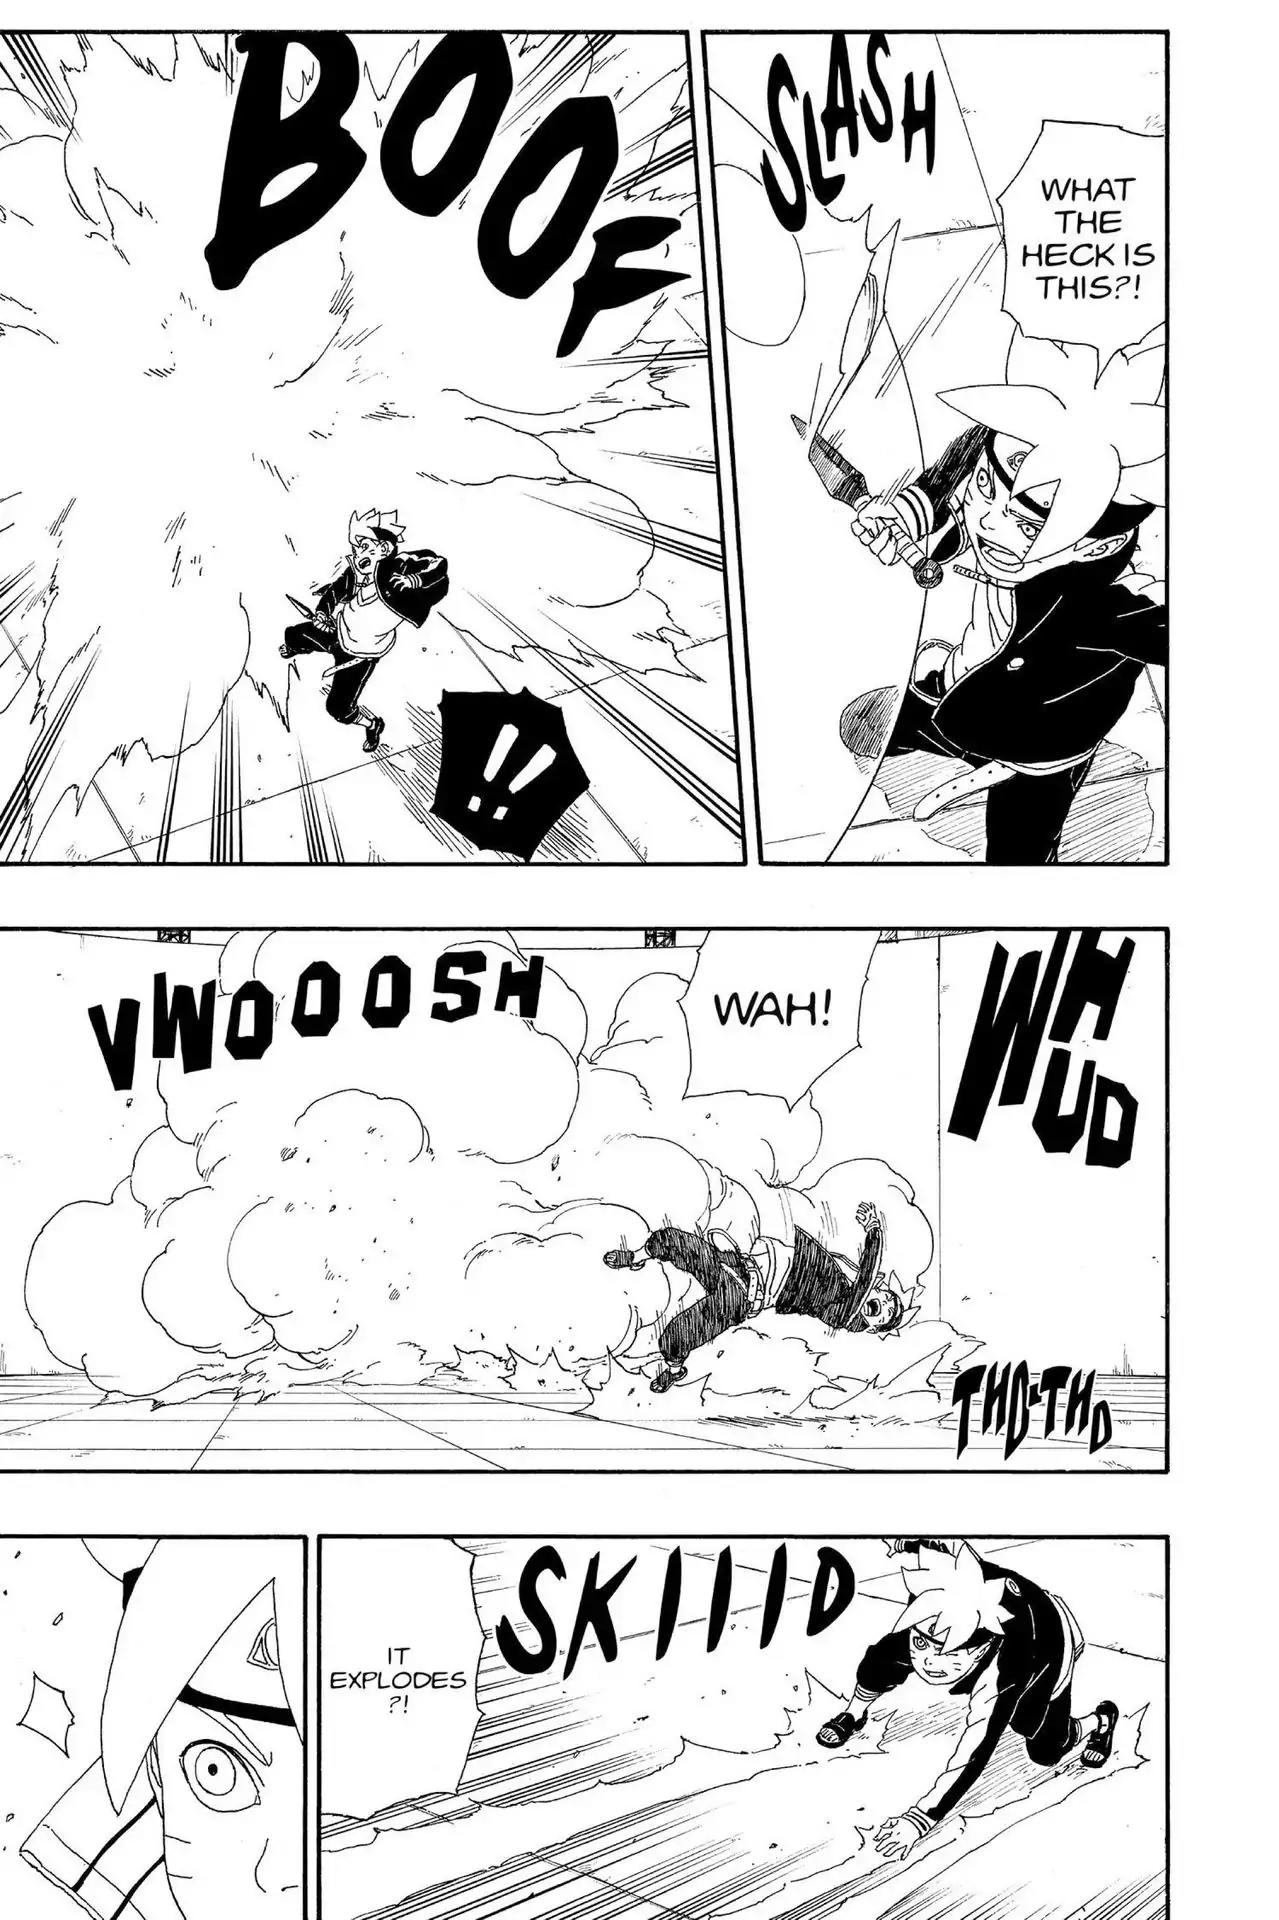 SLASH
WHAT
THE
HECK IS
THIS?!
BOOF
!!
WHUD
WAH!
VWOOOSH
THD-THD
SKIIID
IT
EXPLODES
?!